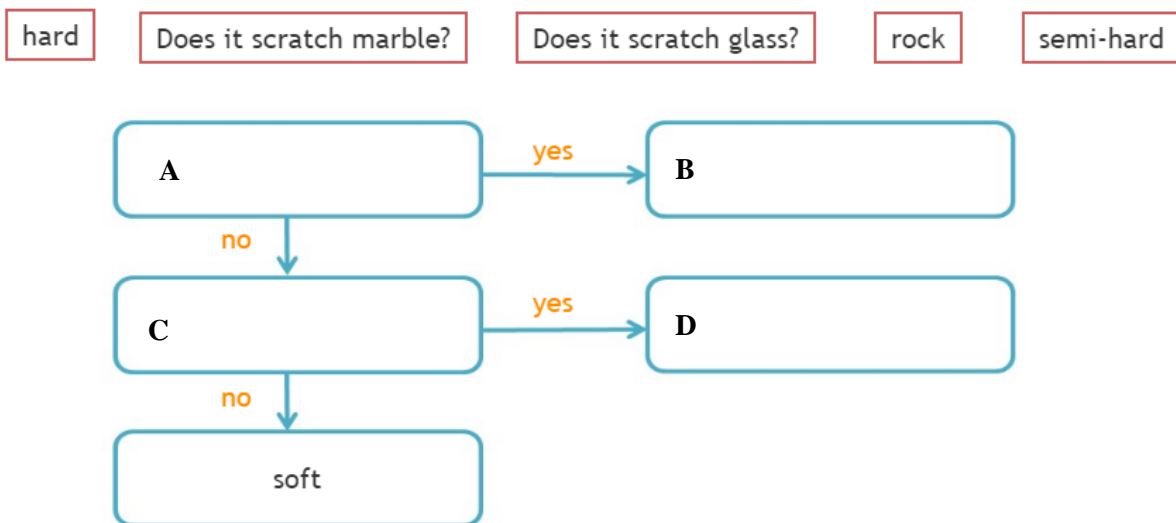 hard
Does it scratch marble?
Does it scratch glass?
rock
semi-hard
A
yes
B
no
C
yes
D
no
soft